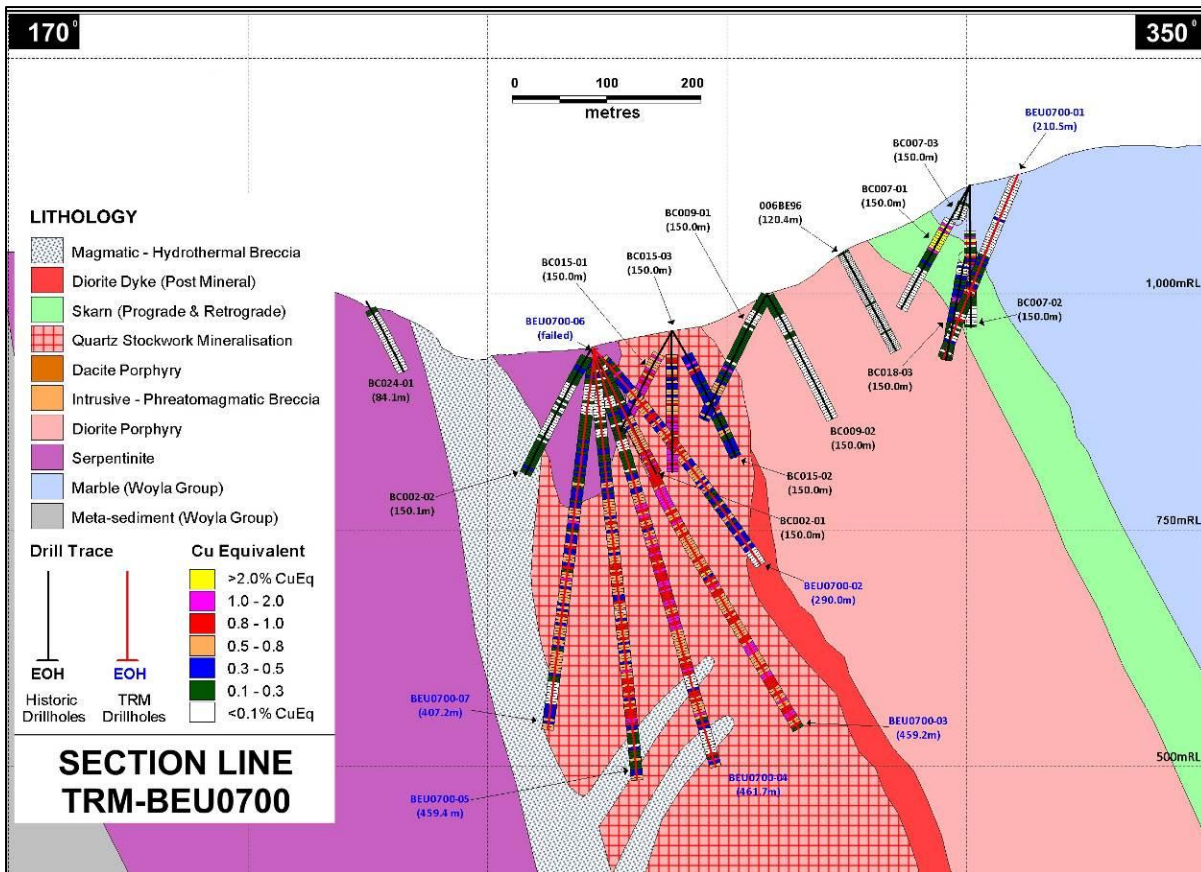 170°
350°
0 100 200
metres
BEU0700-01
(210.5m)
BC007-03
(150.0m)
BC007-01
(150.0m)
006BE96
(120.4m)
BC009-01
(150.0m)
BC015-03
(150.0m)
BC015-01
(150.0m)
BEU0700-06
(failed)
1,000mRL
BC007-02
(150.0m)
BC018-03
(150.0m)
BC024-01
(84.1m)
BC009-02
(150.0m)
BC015-02
(150.0m)
BC002-02
(150.1m)
BC002-01
(150.0m)
750mRL
BEU0700-02
(290.0m)
BEU0700-07
(407.2m)
BEU0700-03
(459.2m)
500mRL
BEU0700-04
(461.7m)
BEU0700-05
(459.4 m)
LITHOLOGY
Magmatic - Hydrothermal Breccia
Diorite Dyke (Post Mineral)
Skarn (Prograde & Retrograde)
Quartz Stockwork Mineralisation
Dacite Porphyry
Intrusive - Phreatomagmatic Breccia
Diorite Porphyry
Serpentinite
Marble (Woyla Group)
Meta-sediment (Woyla Group)
Drill Trace
EOH EOH
Historic Drillholes
TRM Drillholes
Cu Equivalent
>2.0% CuEq
1.0 - 2.0
0.8 - 1.0
0.5 - 0.8
0.3 - 0.5
0.1 - 0.3
<0.1% CuEq
SECTION LINE
TRM-BEU0700